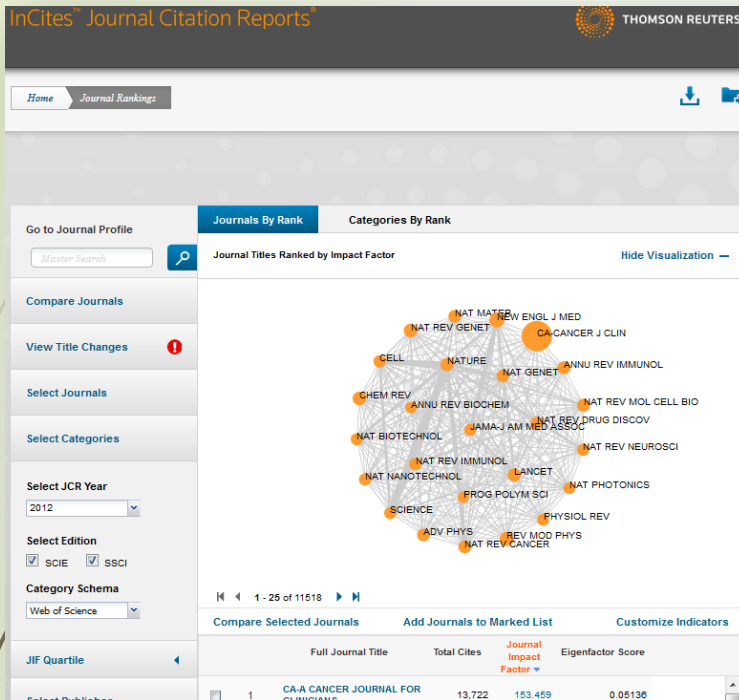 InCites™ Journal Citation Reports®
THOMSON REUTERS
Home
Journal Rankings
Go to Journal Profile
Master Search
Compare Journals
View Title Changes
Select Journals
Select Categories
Select JCR Year
2012
Select Edition
SCIE
SSCI
Category Schema
Web of Science
JIF Quartile
Select Publisher
Journals By Rank
Categories By Rank
Journal Titles Ranked by Impact Factor
Hide Visualization
NAT MATER
NEW ENGL J MED
NAT REV GENET
CA-CANCER J CLIN
CELL
NATURE
NAT GENET
ANNU REV IMMUNOL
CHEM REV
ANNU REV BIOCHEM
NAT REV MOL CELL BIO
NAT REV DRUG DISCOV
JAMA-J AM MED ASSOC
NAT BIOTECHNOL
NAT REV NEUROSCI
NAT REV IMMUNOL
NAT NANOTECHNOL
LANCET
NAT PHOTONICS
PROG POLYM SCI
SCIENCE
PHYSIOL REV
ADV PHYS
REV MOD PHYS
NAT REV CANCER
1 - 25 of 11518
Compare Selected Journals
Add Journals to Marked List
Customize Indicators
Full Journal Title
Total Cites
Journal
Impact
Factor
Eigenfactor Score
1
CA-A CANCER JOURNAL FOR
CLINICIANS
13,722
153.459
0.05136